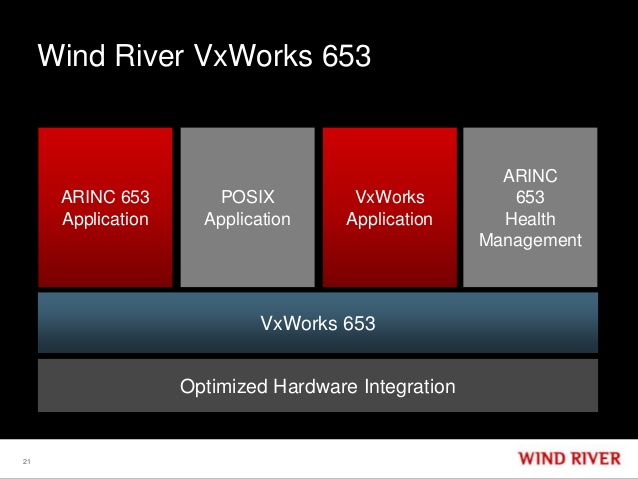 Wind River VxWorks 653
ARINC 653
Application
POSIX
Application
VxWorks
Application
ARINC
653
Health
Management
VxWorks 653
Optimized Hardware Integration
21
WIND RIVER